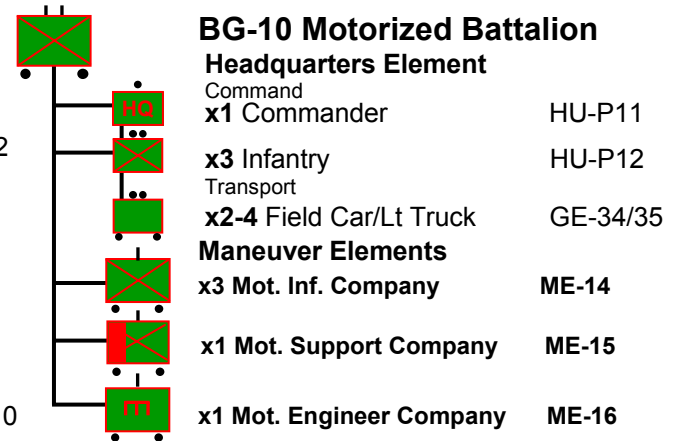 BG-10 Motorized Battalion
Headquarters Element
Command
HQ x1 Commander HU-P11
2 x3 Infantry HU-P12
Transport
x2-4 Field Car/Lt Truck GE-34/35
Maneuver Elements
x3 Mot. Inf. Company ME-14
x1 Mot. Support Company ME-15
0 E x1 Mot. Engineer Company ME-16